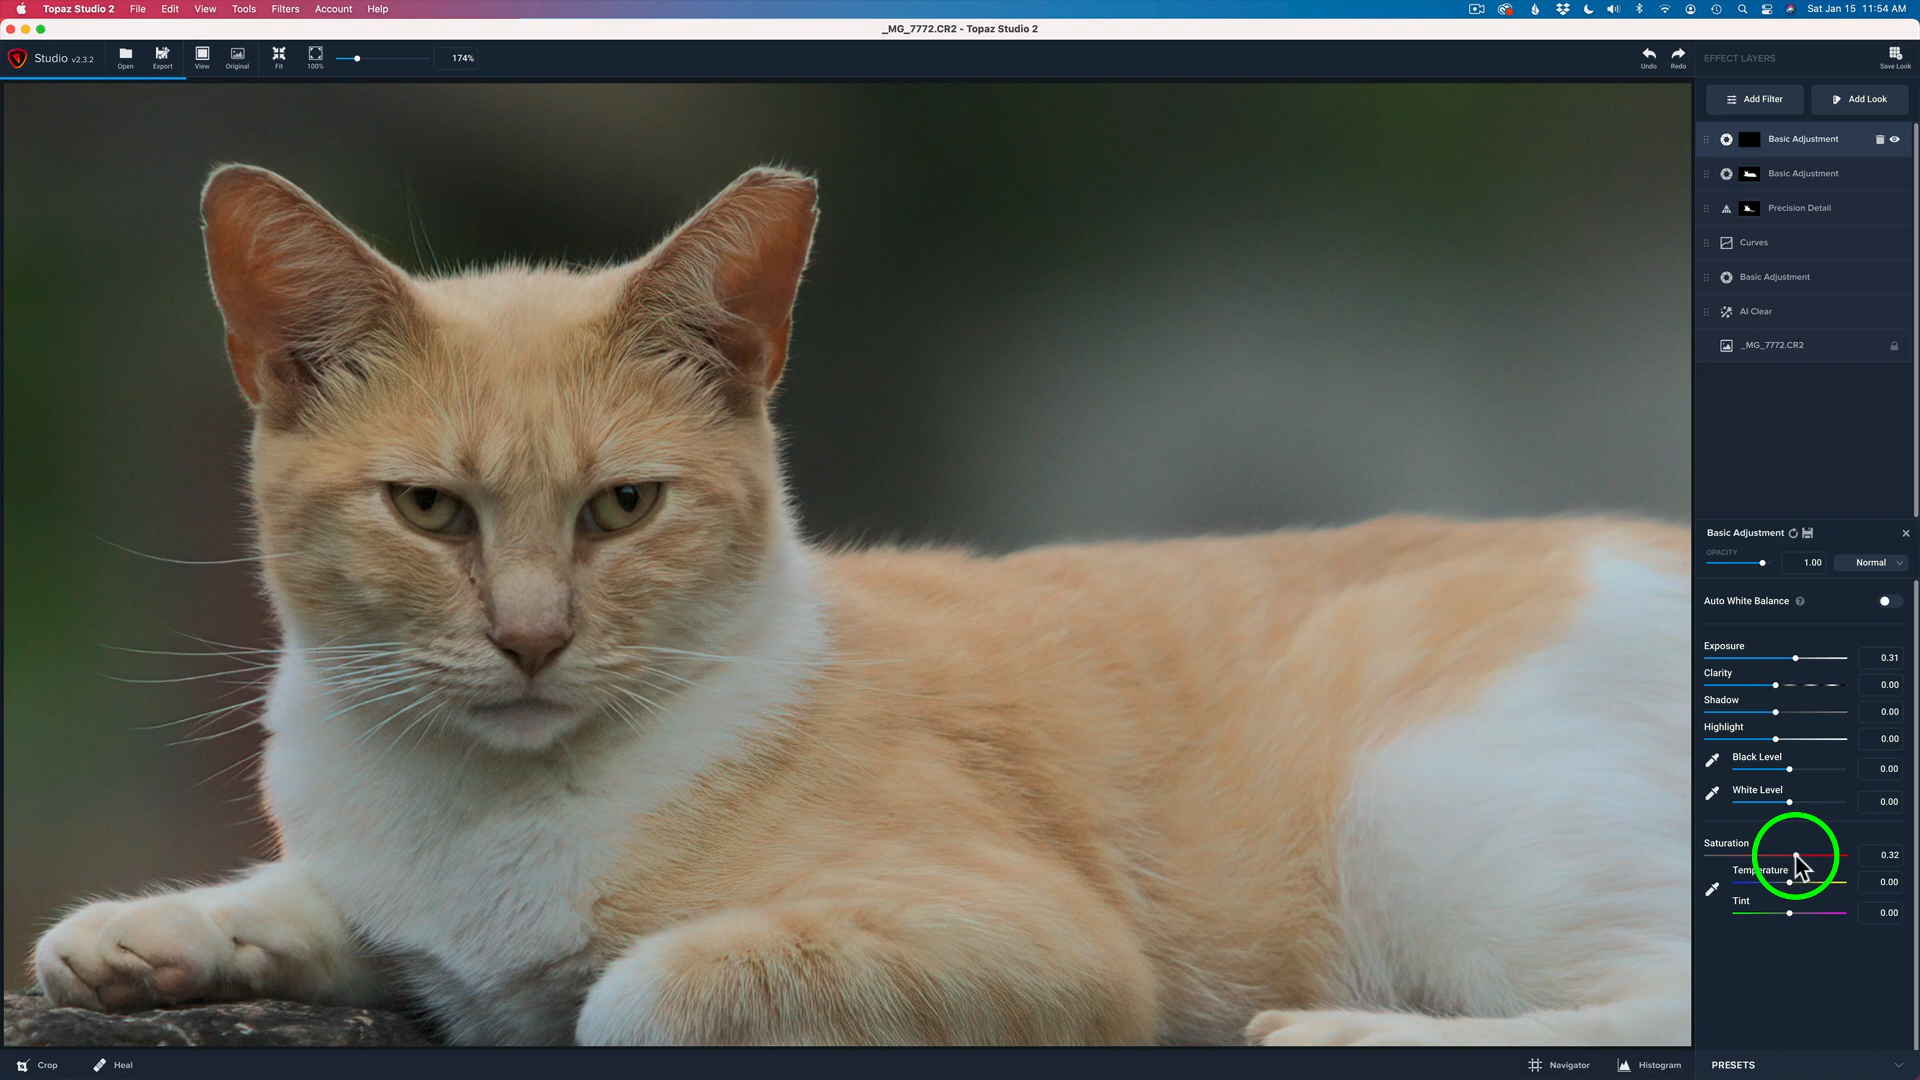 Topaz Studio 2 File Edit View Tools Filters Account Help Sat Jan 15 11:54 AM
_MG_7772.CR2 - Topaz Studio 2
Studio v2.3.2 Open Export View Original Fit 100% 174% Undo Redo EFFECT LAYERS Save Look
Add Filter Add Look
Basic Adjustment
Basic Adjustment
Precision Detail
Curves
Basic Adjustment
AI Clear
_MG_7772.CR2
Basic Adjustment
OPACITY
1.00 Normal
Auto White Balance ?
Exposure
0.31
Clarity
0.00
Shadow
0.00
Highlight
0.00
Black Level
0.00
White Level
0.00
Saturation
0.32
Temperature
0.00
Tint
0.00
Crop Heal Navigator Histogram PRESETS